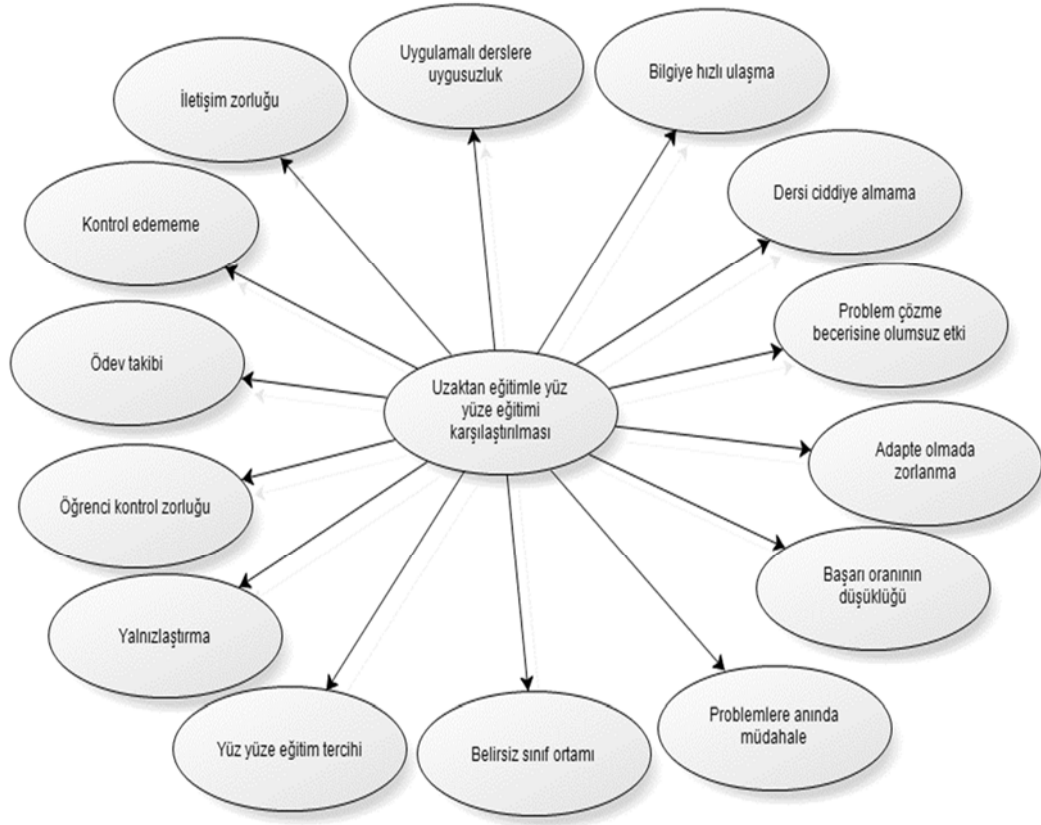 Uygulamalı derslere
uygusuzluk
Bilgiye hızlı ulaşma
İletişim zorluğu
Dersi ciddiye almama
Kontrol edememe
Problem çözme
becerisine olumsuz etki
Ödev takibi
Uzaktan eğitimle yüz
yüze eğitimi
karşılaştırılması
Adapte olmada
zorlanma
Öğrenci kontrol zorluğu
Başarı oranının
düşüklüğü
Yalnızlaştırma
Problemlere anında
müdahale
Yüz yüze eğitim tercihi
Belirsiz sınıf ortamı